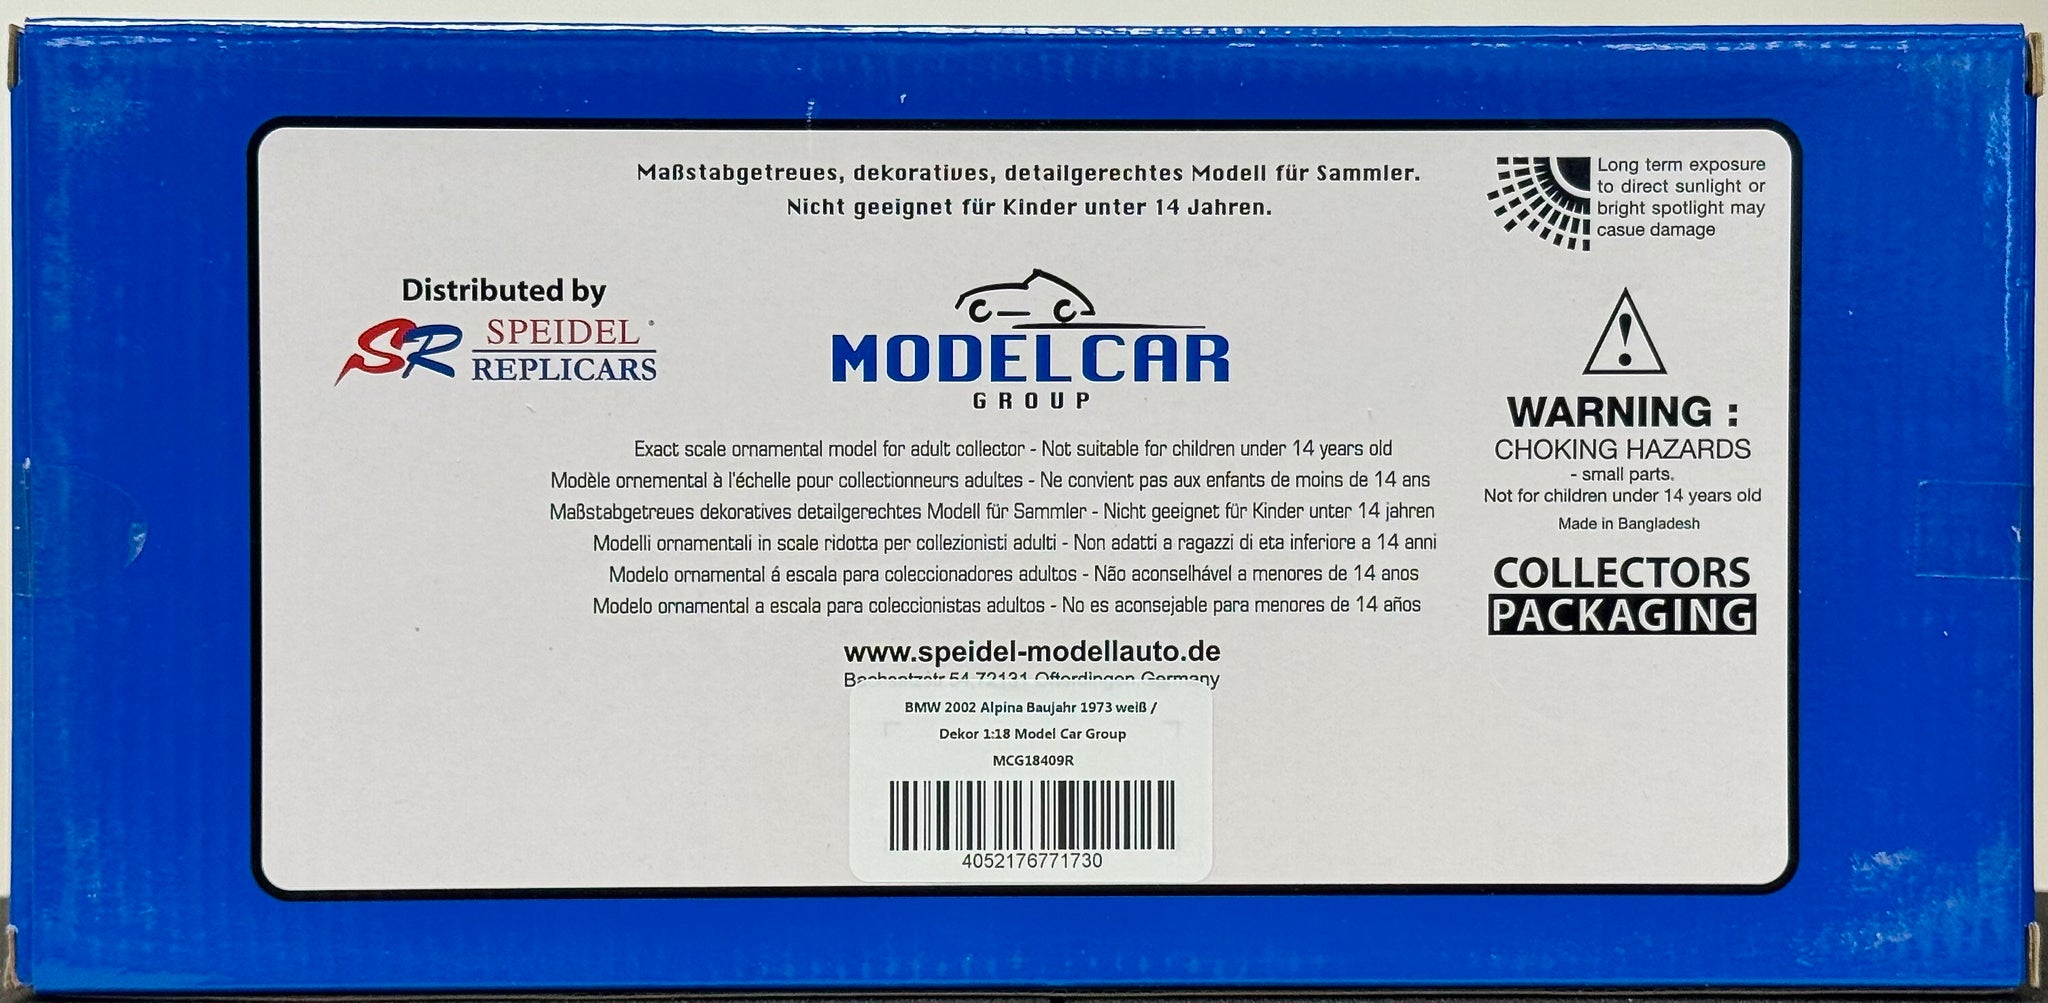 Maßstabgetreues, dekoratives, detailgerechtes Modell für Sammler.
Nicht geeignet für Kinder unter 14 Jahren.
Long term exposure
to direct sunlight or
bright spotlight may
casue damage
Distributed by
SR SPEIDEL
REPLICARS
MODELCAR
GROUP
WARNING :
CHOKING HAZARDS
- small parts.
Not for children under 14 years old
Made in Bangladesh
COLLECTORS
PACKAGING
Exact scale ornamental model for adult collector - Not suitable for children under 14 years old
Modèle ornemental à l'échelle pour collectionneurs adultes - Ne convient pas aux enfants de moins de 14 ans
Maßstabgetreues dekoratives detailgerechtes Modell für Sammler - Nicht geeignet für Kinder unter 14 jahren
Modelli ornamentali in scale ridotta per collezionisti adulti - Non adatti a ragazzi di eta inferiore a 14 anni
Modelo ornamental á escala para coleccionadores adultos - Não aconselhável a menores de 14 anos
Modelo ornamental a escala para coleccionistas adultos - No es aconsejable para menores de 14 años
www.speidel-modellauto.de
54 72131 Ofterdingen Germany
BMW 2002 Alpina Baujahr 1973 weiß /
Dekor 1:18 Model Car Group
MCG18409R
4052176771730